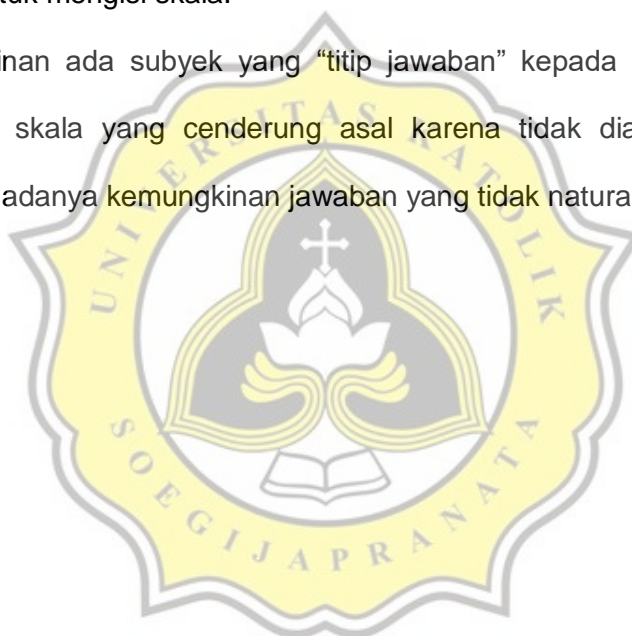 tuk mengisi skala.
inan ada subyek yang “titip jawaban” kepada
skala yang cenderung asal karena tidak dia
adanya kemungkinan jawaban yang tidak natura
UNIVERSITAS KATOLIK
SOEGIJAPRANATA